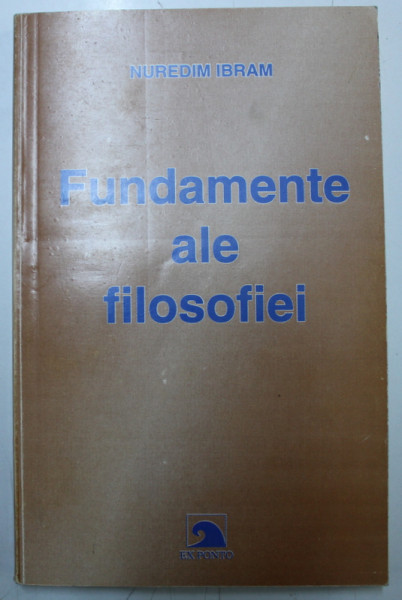 NUREDIM IBRAM
Fundamente
ale
filosofiei
EX PONTO